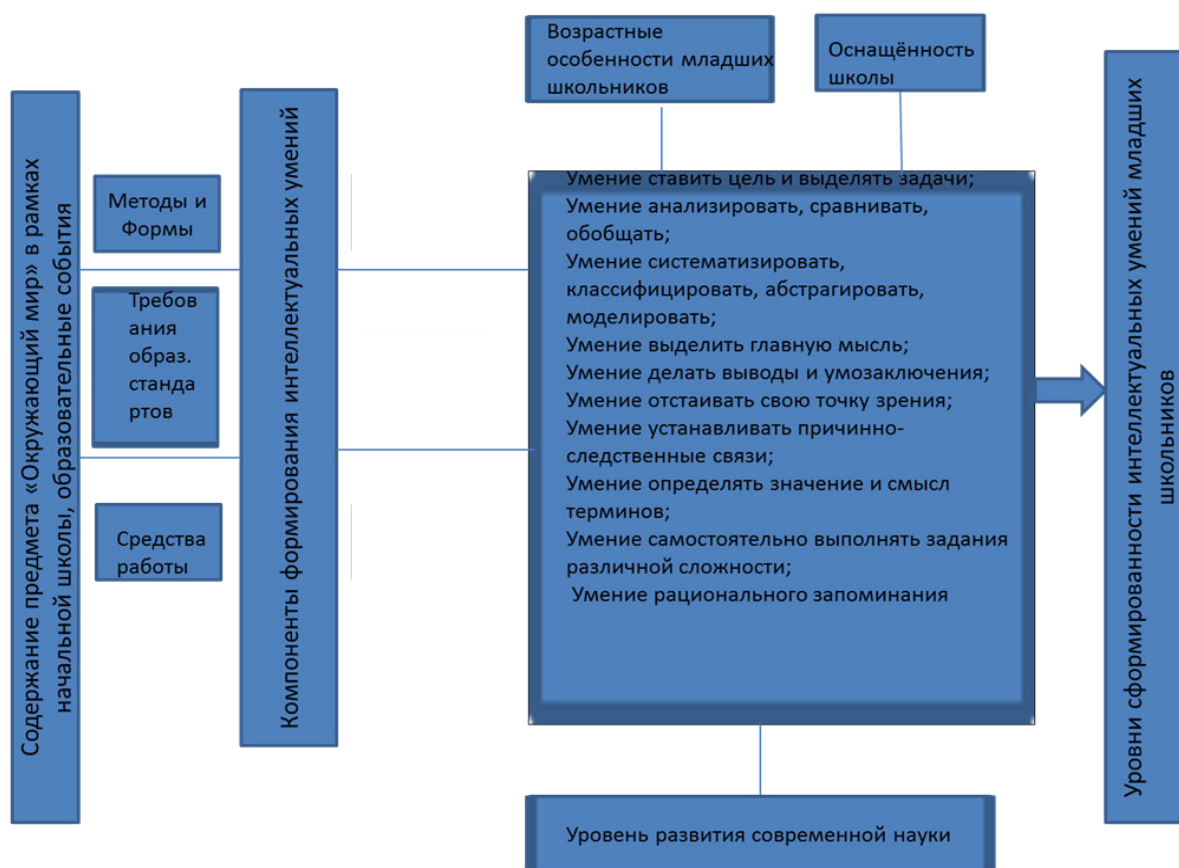 Содержание предмета «Окружающий мир» в рамках
начальной школы, образовательные события
Методы и
Формы
Требов
ания
образ.
станда
ртов
Средства
работы
Компоненты формирования интеллектуальных умений
Возрастные
особенности младших
школьников
Оснащённость
школы
Умение ставить цель и выделять задачи;
Умение анализировать, сравнивать,
обобщать;
Умение систематизировать,
классифицировать, абстрагировать,
моделировать;
Умение выделить главную мысль;
Умение делать выводы и умозаключения;
Умение отстаивать свою точку зрения;
Умение устанавливать причинно-
следственные связи;
Умение определять значение и смысл
терминов;
Умение самостоятельно выполнять задания
различной сложности;
Умение рационального запоминания
Уровень развития современной науки
Уровни сформированности интеллектуальных умений младших
школьников